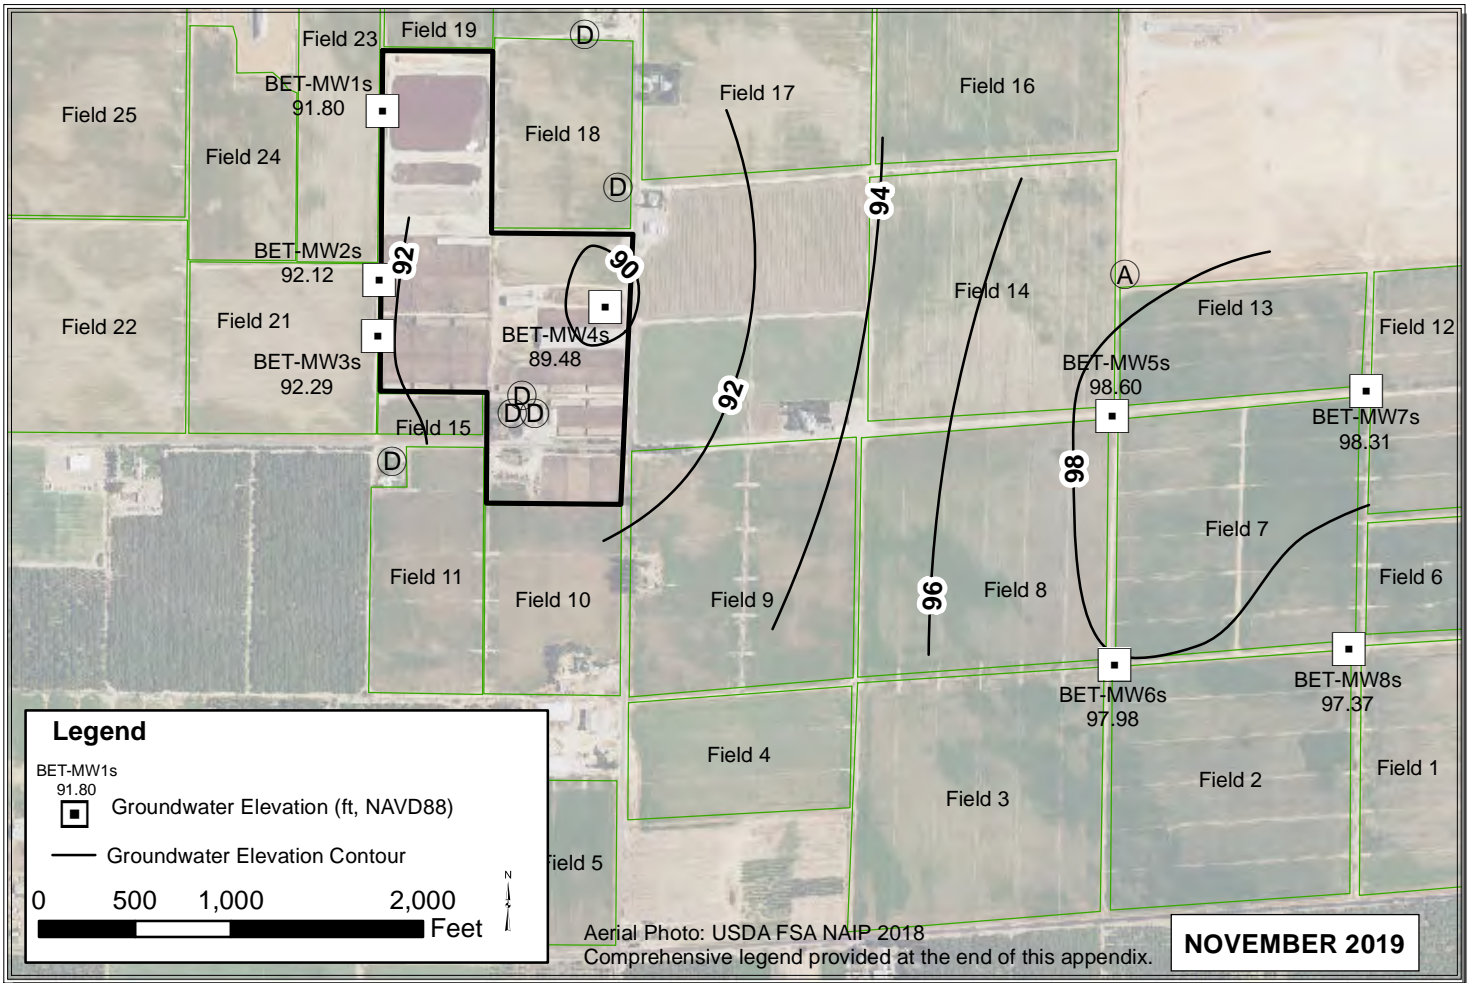 Field 19
Field 23
D
BET-MW1s
91.80
Field 25
Field 24
Field 18
Field 17
Field 16
D
94
BET-MW2s
92.12
92
90
A
Field 14
Field 13
Field 12
Field 22
Field 21
BET-MW3s
92.29
BET-MW4s
89.48
BET-MW5s
98.60
92
BET-MW7s
98.31
D
D
D
Field 15
D
98
Field 7
Field 11
Field 10
Field 9
96
Field 8
Field 6
BET-MW6s
97.98
BET-MW8s
97.37
Field 4
Field 3
Field 2
Field 1
Field 5
Legend
BET-MW1s
91.80
Groundwater Elevation (ft, NAVD88)
Groundwater Elevation Contour
0 500 1,000 2,000
Feet
N
Aerial Photo: USDA FSA NAIP 2018
Comprehensive legend provided at the end of this appendix.
NOVEMBER 2019